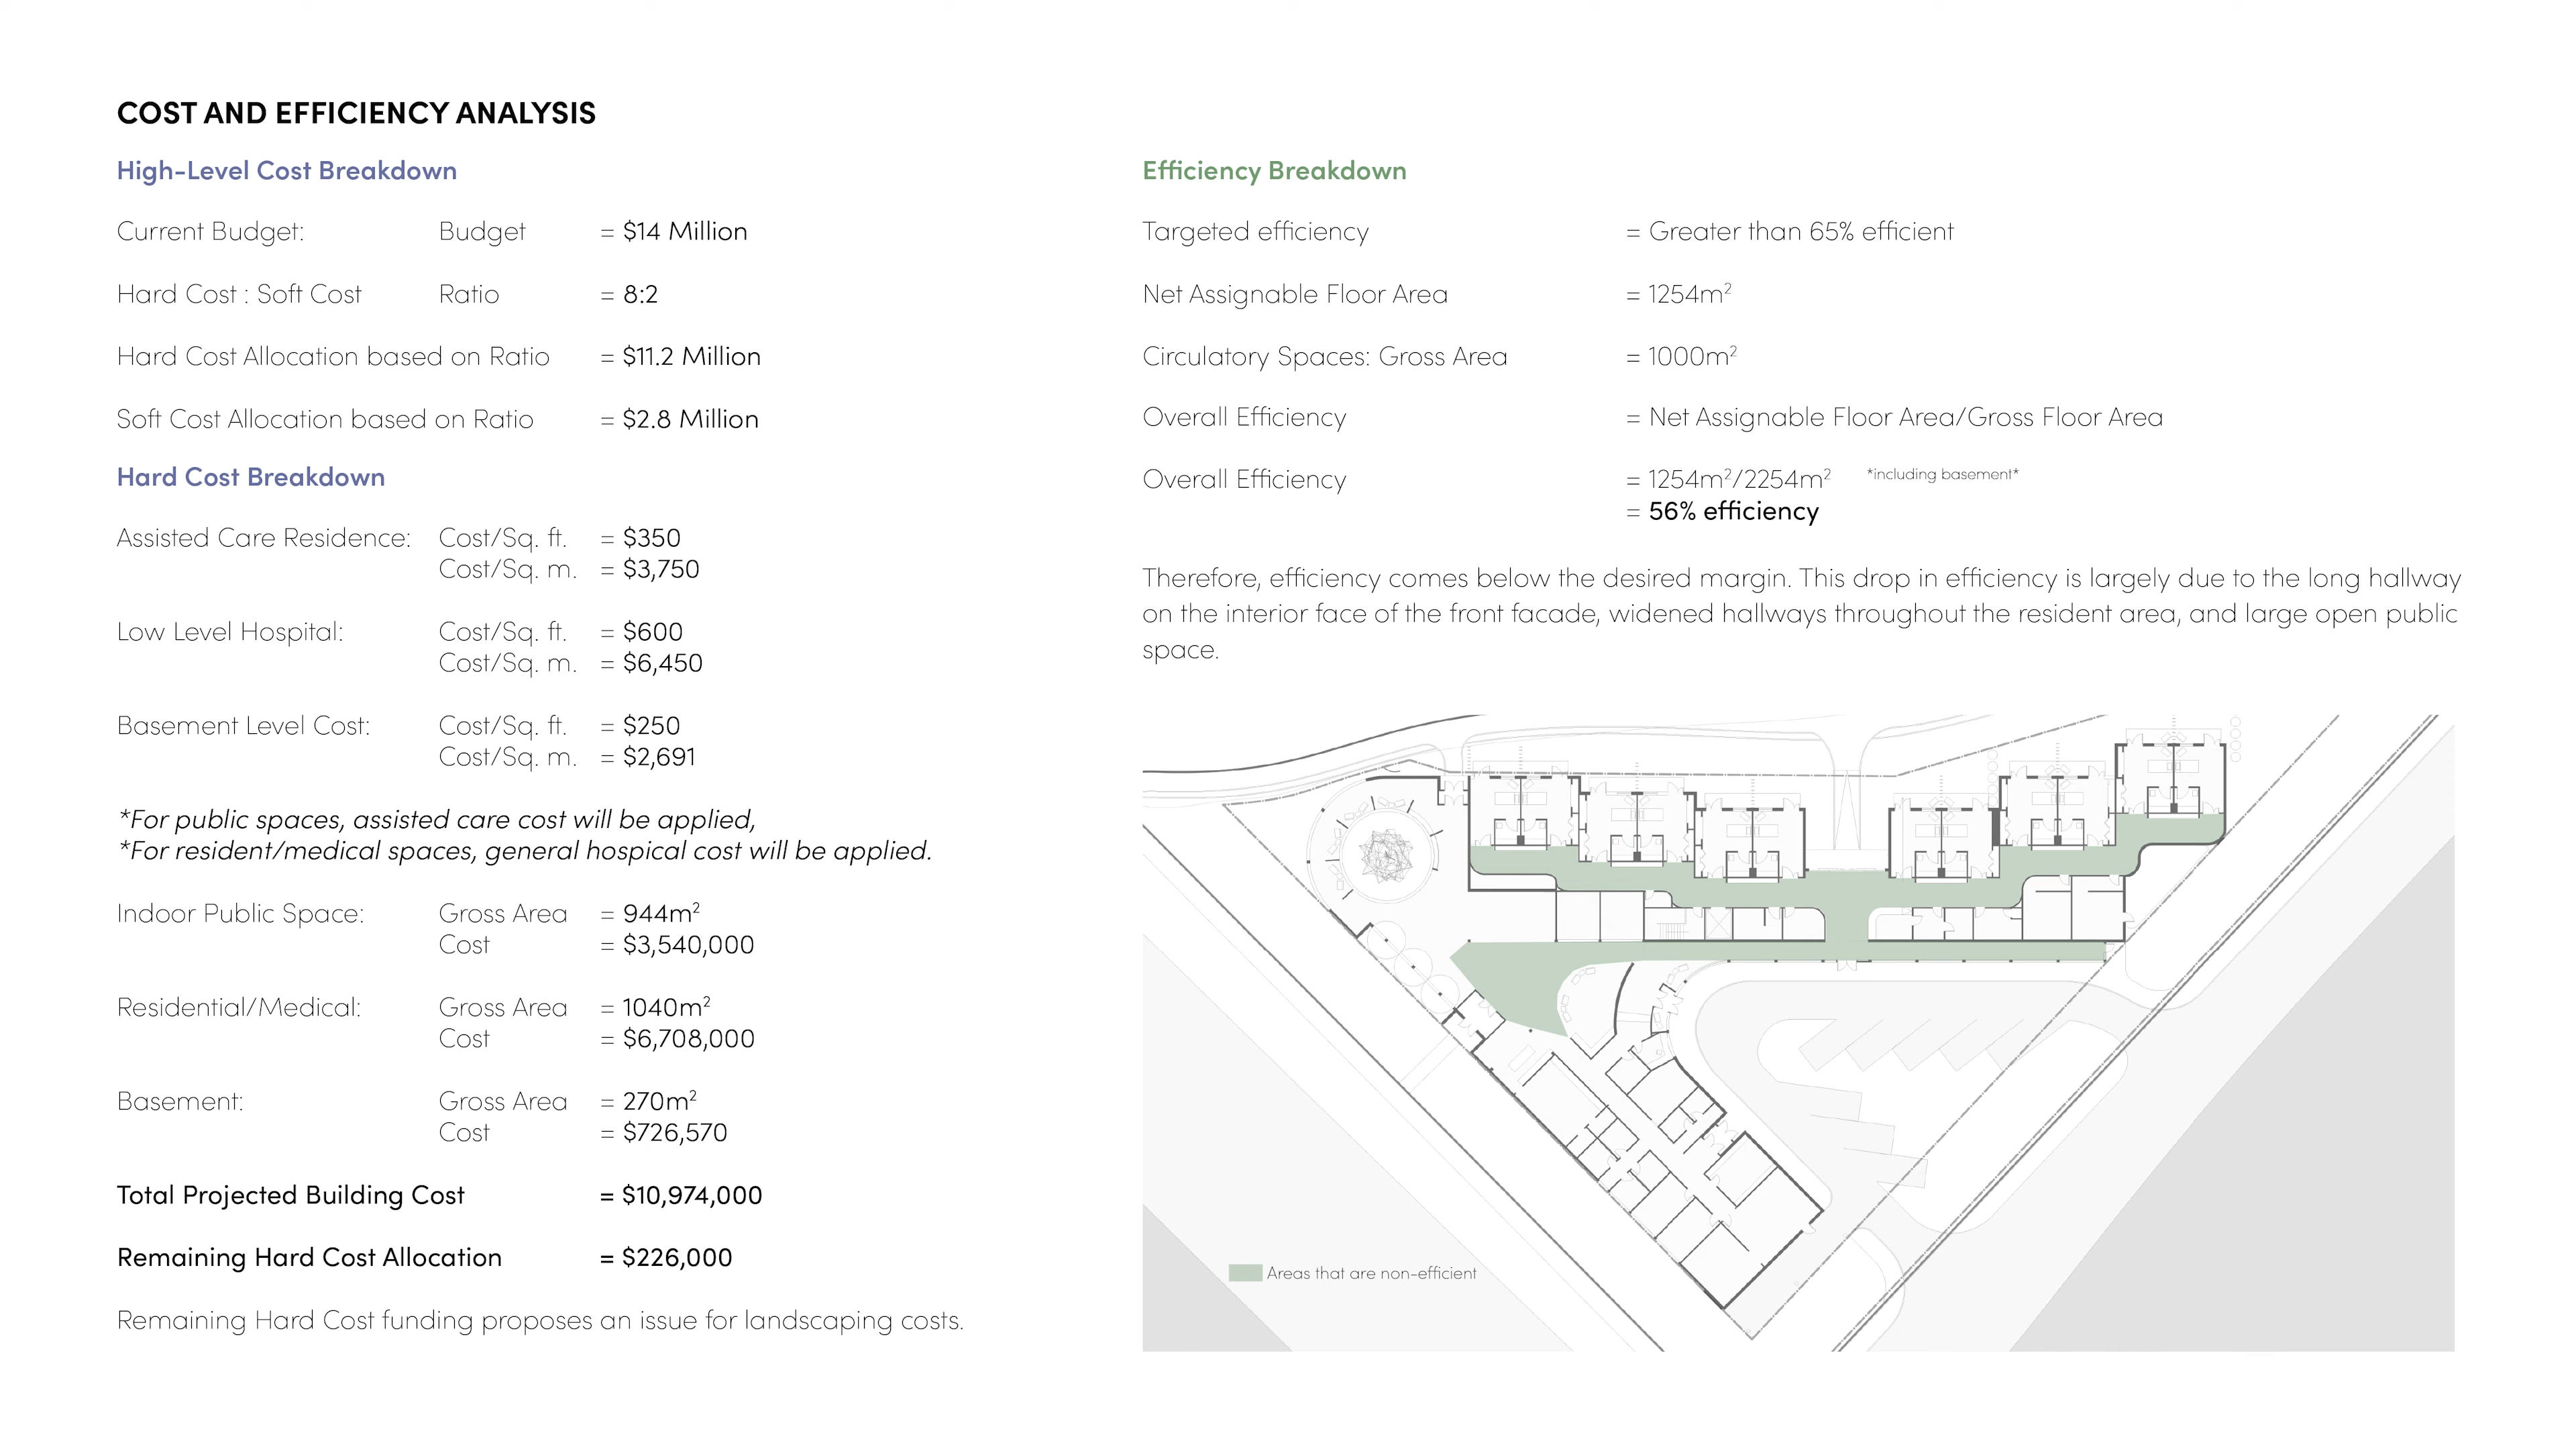 COST AND EFFICIENCY ANALYSIS
High-Level Cost Breakdown
Current Budget: Budget = $14 Million
Hard Cost : Soft Cost Ratio = 8:2
Hard Cost Allocation based on Ratio = $11.2 Million
Soft Cost Allocation based on Ratio = $2.8 Million
Hard Cost Breakdown
Assisted Care Residence: Cost/Sq. ft. = $350
Cost/Sq. m. = $3,750
Low Level Hospital: Cost/Sq. ft. = $600
Cost/Sq. m. = $6,450
Basement Level Cost: Cost/Sq. ft. = $250
Cost/Sq. m. = $2,691
*For public spaces, assisted care cost will be applied,
*For resident/medical spaces, general hospical cost will be applied.
Indoor Public Space: Gross Area = 944m²
Cost = $3,540,000
Residential/Medical: Gross Area = 1040m²
Cost = $6,708,000
Basement: Gross Area = 270m²
Cost = $726,570
Total Projected Building Cost = $10,974,000
Remaining Hard Cost Allocation = $226,000
Remaining Hard Cost funding proposes an issue for landscaping costs.
Efficiency Breakdown
Targeted efficiency = Greater than 65% efficient
Net Assignable Floor Area = 1254m²
Circulatory Spaces: Gross Area = 1000m²
Overall Efficiency = Net Assignable Floor Area/Gross Floor Area
Overall Efficiency = 1254m²/2254m² *including basement*
= 56% efficiency
Therefore, efficiency comes below the desired margin. This drop in efficiency is largely due to the long hallway
on the interior face of the front facade, widened hallways throughout the resident area, and large open public
space.
Areas that are non-efficient